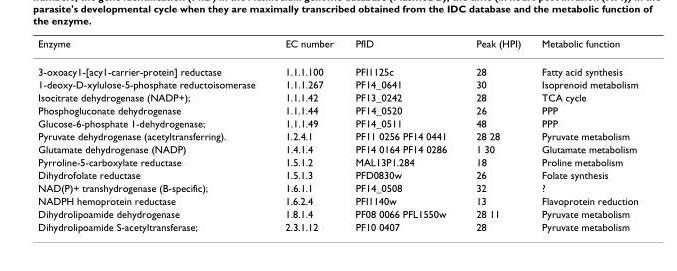 parasite's developmental cycle when they are maximally transcribed obtained from the IDC database and the metabolic function of
the enzyme.
Enzyme EC number PfID Peak (HPI) Metabolic function
3-oxoacyl-[acyl-carrier-protein] reductase 1.1.1.100 PFI1125c 28 Fatty acid synthesis
1-deoxy-D-xylulose-5-phosphate reductoisomerase 1.1.1.267 PF14_0641 30 Isoprenoid metabolism
Isocitrate dehydrogenase (NADP+); 1.1.1.42 PF13_0242 28 TCA cycle
Phosphogluconate dehydrogenase 1.1.1.44 PF14_0520 26 PPP
Glucose-6-phosphate 1-dehydrogenase; 1.1.1.49 PF14_0511 48 PPP
Pyruvate dehydrogenase (acetyltransferring). 1.2.4.1 PF11 0256 PF14 0441 28 28 Pyruvate metabolism
Glutamate dehydrogenase (NADP) 1.4.1.4 PF14 0164 PF14 0286 1 30 Glutamate metabolism
Pyrroline-5-carboxylate reductase 1.5.1.2 MAL13P1.284 18 Proline metabolism
Dihydrofolate reductase 1.5.1.3 PFD0830w 26 Folate synthesis
NAD(P)+ transhydrogenase (B-specific); 1.6.1.1 PF14_0508 32 ?
NADPH hemoprotein reductase 1.6.2.4 PFI1140w 13 Flavoprotein reduction
Dihydrolipoamide dehydrogenase 1.8.1.4 PF08 0066 PFL1550w 28 11 Pyruvate metabolism
Dihydrolipoamide S-acetyltransferase; 2.3.1.12 PF10 0407 28 Pyruvate metabolism